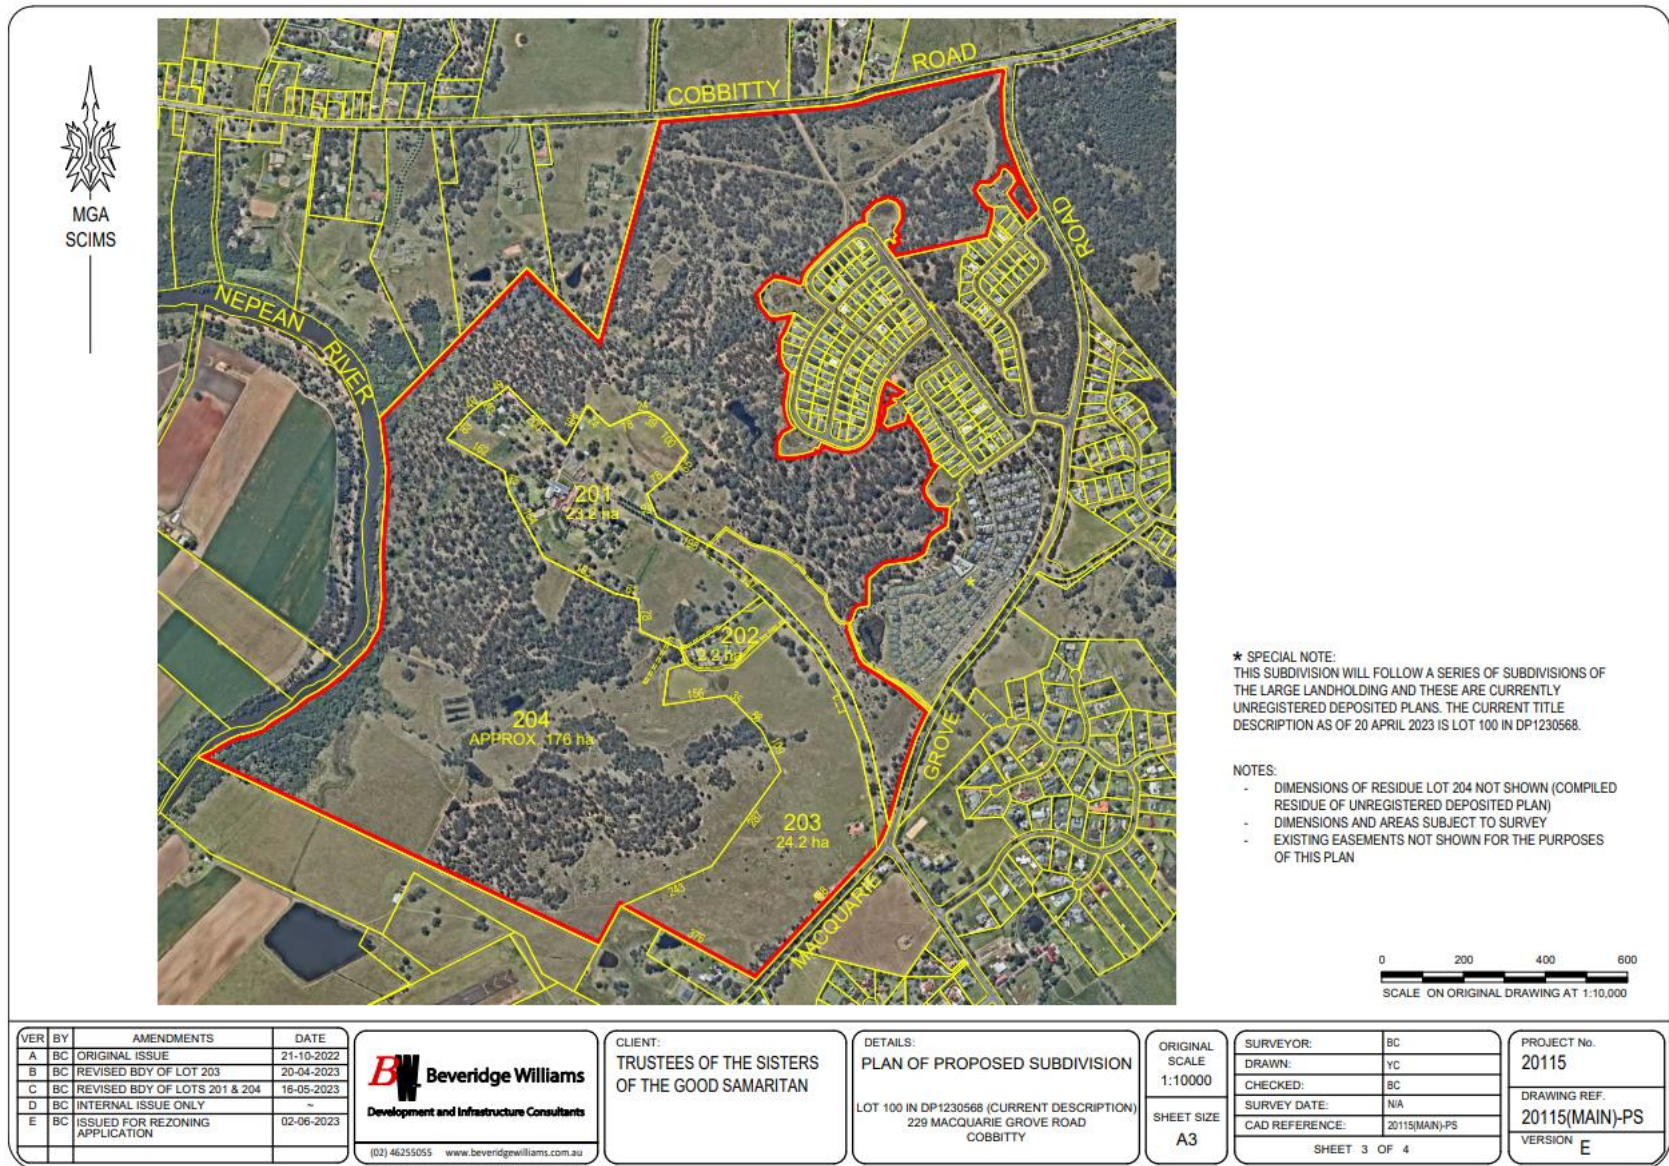 COBBITTY ROAD
MGA
SCIMS
ROAD
NEPEAN
RIVER
201
23.2 ha
202
2.2 ha
156
35
88
204
APPROX. 176 ha
203
24.2 ha
287
243
376
GROVE
MACQUARIE
* SPECIAL NOTE:
THIS SUBDIVISION WILL FOLLOW A SERIES OF SUBDIVISIONS OF
THE LARGE LANDHOLDING AND THESE ARE CURRENTLY
UNREGISTERED DEPOSITED PLANS. THE CURRENT TITLE
DESCRIPTION AS OF 20 APRIL 2023 IS LOT 100 IN DP1230568.
NOTES:
- DIMENSIONS OF RESIDUE LOT 204 NOT SHOWN (COMPILED
RESIDUE OF UNREGISTERED DEPOSITED PLAN)
- DIMENSIONS AND AREAS SUBJECT TO SURVEY
- EXISTING EASEMENTS NOT SHOWN FOR THE PURPOSES
OF THIS PLAN
0 200 400 600
SCALE ON ORIGINAL DRAWING AT 1:10,000
VER BY AMENDMENTS DATE
A BC ORIGINAL ISSUE 21-10-2022
B BC REVISED BDY OF LOT 203 20-04-2023
C BC REVISED BDY OF LOTS 201 & 204 16-05-2023
D BC INTERNAL ISSUE ONLY ~
E BC ISSUED FOR REZONING 02-06-2023
APPLICATION
BW Beveridge Williams
Development and Infrastructure Consultants
(02) 46255055 www.beveridgewilliams.com.au
CLIENT:
TRUSTEES OF THE SISTERS
OF THE GOOD SAMARITAN
DETAILS:
PLAN OF PROPOSED SUBDIVISION
LOT 100 IN DP1230568 (CURRENT DESCRIPTION)
229 MACQUARIE GROVE ROAD
COBBITTY
ORIGINAL
SCALE
1:10000
SHEET SIZE
A3
SURVEYOR: BC
DRAWN: YC
CHECKED: BC
SURVEY DATE: N/A
CAD REFERENCE: 20115(MAIN)-PS
SHEET 3 OF 4
PROJECT No.
20115
DRAWING REF.
20115(MAIN)-PS
VERSION E